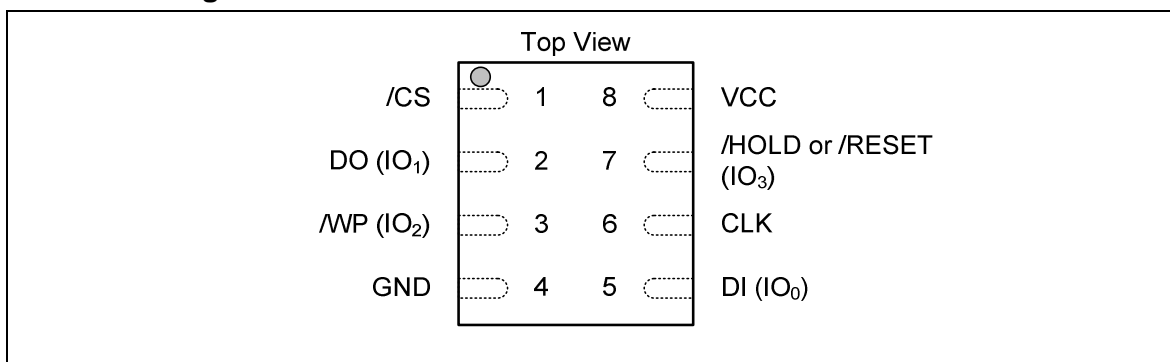 Top View
/CS 1 8 VCC
DO (IO₁) 2 7 /HOLD or /RESET
(IO₃)
/WP (IO₂) 3 6 CLK
GND 4 5 DI (IO₀)